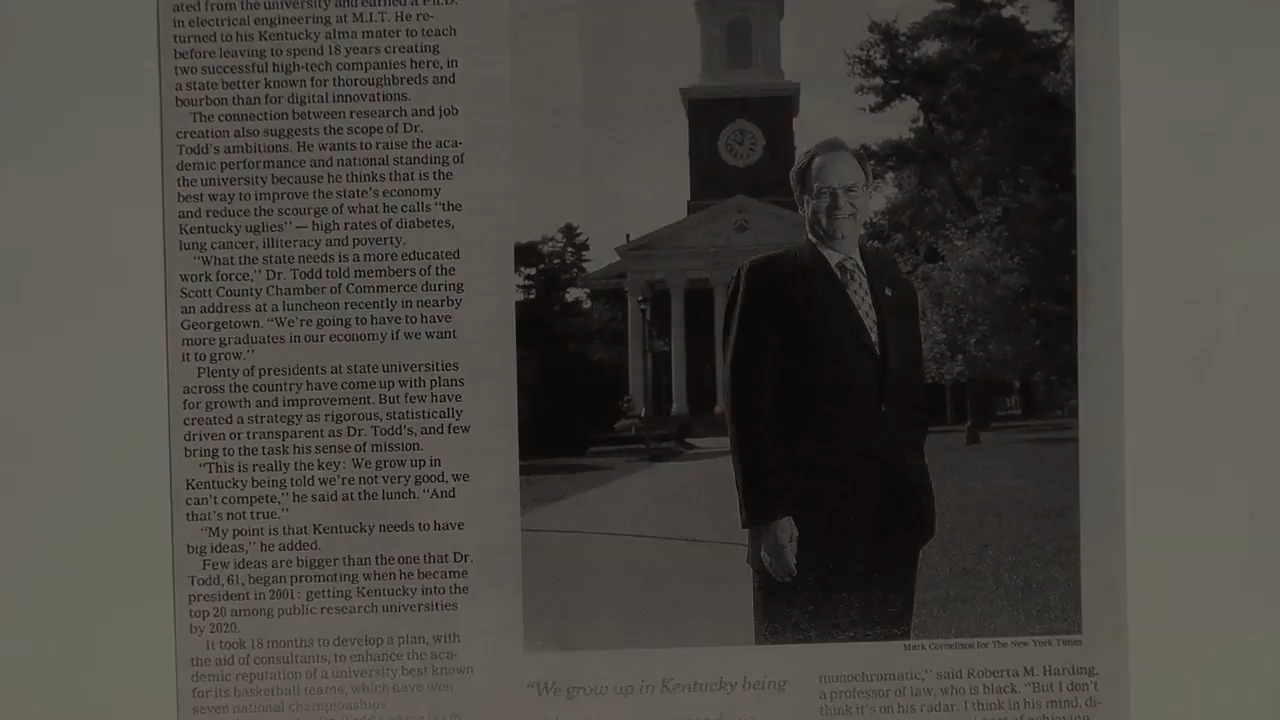 ated from the university and earned a Ph.D.
in electrical engineering at M.I.T. He re-
turned to his Kentucky alma mater to teach
before leaving to spend 18 years creating
two successful high-tech companies here, in
a state better known for thoroughbreds and
bourbon than for digital innovations.
The connection between research and job
creation also suggests the scope of Dr.
Todd's ambitions. He wants to raise the aca-
demic performance and national standing of
the university because he thinks that is the
best way to improve the state's economy
and reduce the scourge of what he calls "the
Kentucky uglies" — high rates of diabetes,
lung cancer, illiteracy and poverty.
"What the state needs is a more educated
work force," Dr. Todd told members of the
Scott County Chamber of Commerce during
an address at a luncheon recently in nearby
Georgetown. "We're going to have to have
more graduates in our economy if we want
it to grow."
Plenty of presidents at state universities
across the country have come up with plans
for growth and improvement. But few have
created a strategy as rigorous, statistically
driven or transparent as Dr. Todd's, and few
bring to the task his sense of mission.
"This is really the key: We grow up in
Kentucky being told we're not very good, we
can't compete," he said at the lunch. "And
that's not true."
"My point is that Kentucky needs to have
big ideas," he added.
Few ideas are bigger than the one that Dr.
Todd, 61, began promoting when he became
president in 2001: getting Kentucky into the
top 20 among public research universities
by 2020.
It took 18 months to develop a plan, with
the aid of consultants, to enhance the aca-
demic reputation of a university best known
for its basketball teams, which have won
seven national championships
Mark Cornelison for The New York Times
"We grow up in Kentucky being
monochromatic," said Roberta M. Harding,
a professor of law, who is black. "But I don't
think it's on his radar. I think in his mind, di-